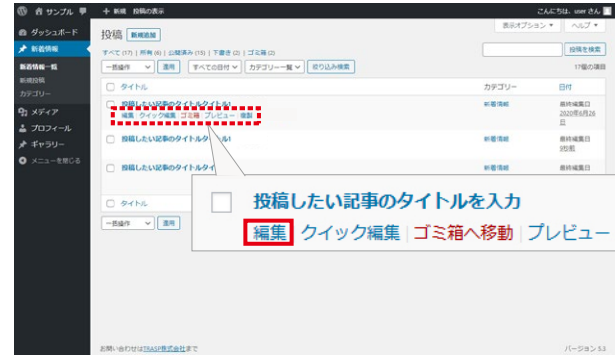 サンプル
+ 新規 投稿の表示
こんにちは、user さん
ダッシュボード
新着情報
新着情報一覧
新規投稿
カテゴリー
メディア
プロフィール
ギャラリー
メニューを閉じる
投稿 新規追加
表示オプション ▼ ヘルプ ▼
すべて (17) | 所有 (6) | 公開済み (15) | 下書き (2) | ゴミ箱 (2)
投稿を検索
一括操作 適用 すべての日付 カテゴリー一覧 絞り込み検索
17個の項目
タイトル カテゴリー 日付
投稿したい記事のタイトルタイトル1 新着情報 最終編集日
編集 クイック編集 ゴミ箱 プレビュー 複製
2020年6月26日
投稿したい記事のタイトルタイトル1 新着情報 最終編集日
投稿したい記事のタイトルタイ 新着情報 最終編集日
タイトル
一括操作 適用
投稿したい記事のタイトルを入力
編集 | クイック編集 | ゴミ箱へ移動 | プレビュー
お問い合わせはTRASP株式会社まで
バージョン 5.3